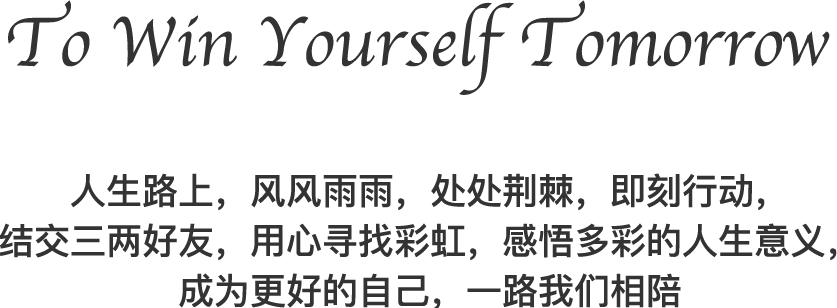 To Win Yourself Tomorrow
人生路上，风风雨雨，处处荆棘，即刻行动，
结交三两好友，用心寻找彩虹，感悟多彩的人生意义，
成为更好的自己，一路我们相陪